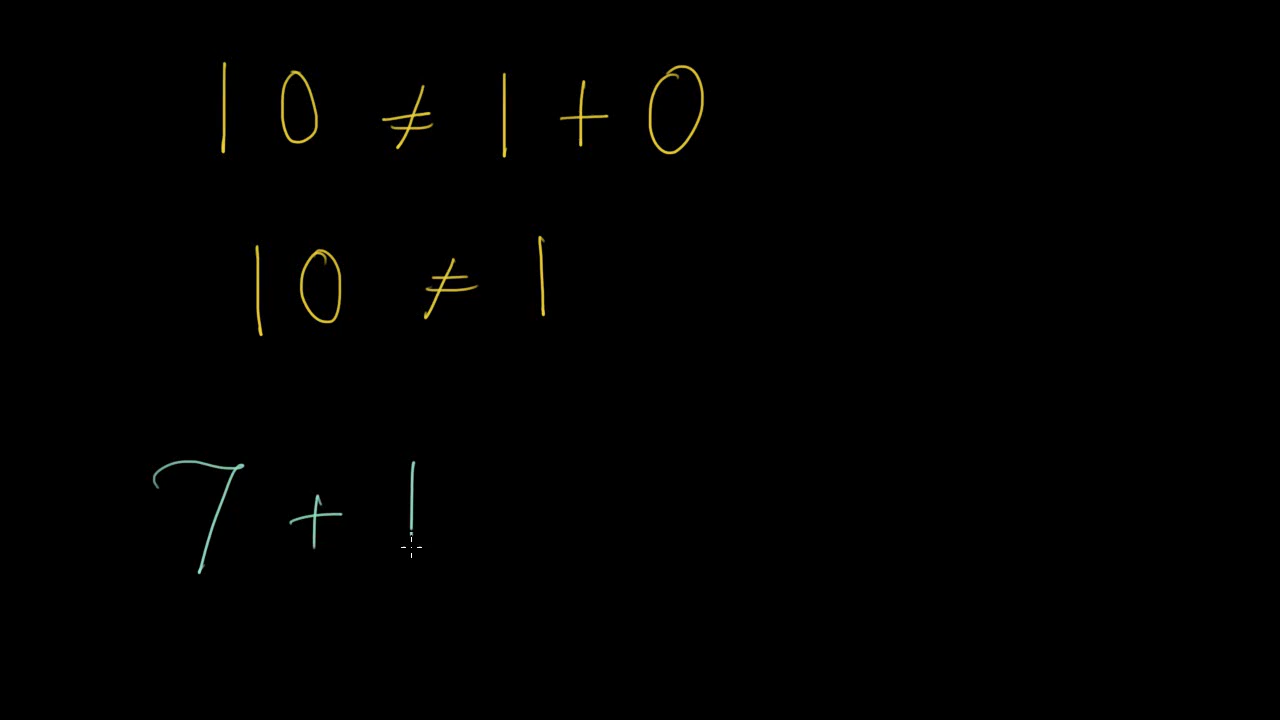 10 ≠ 1 + 0
10 ≠ 1
7 + 1